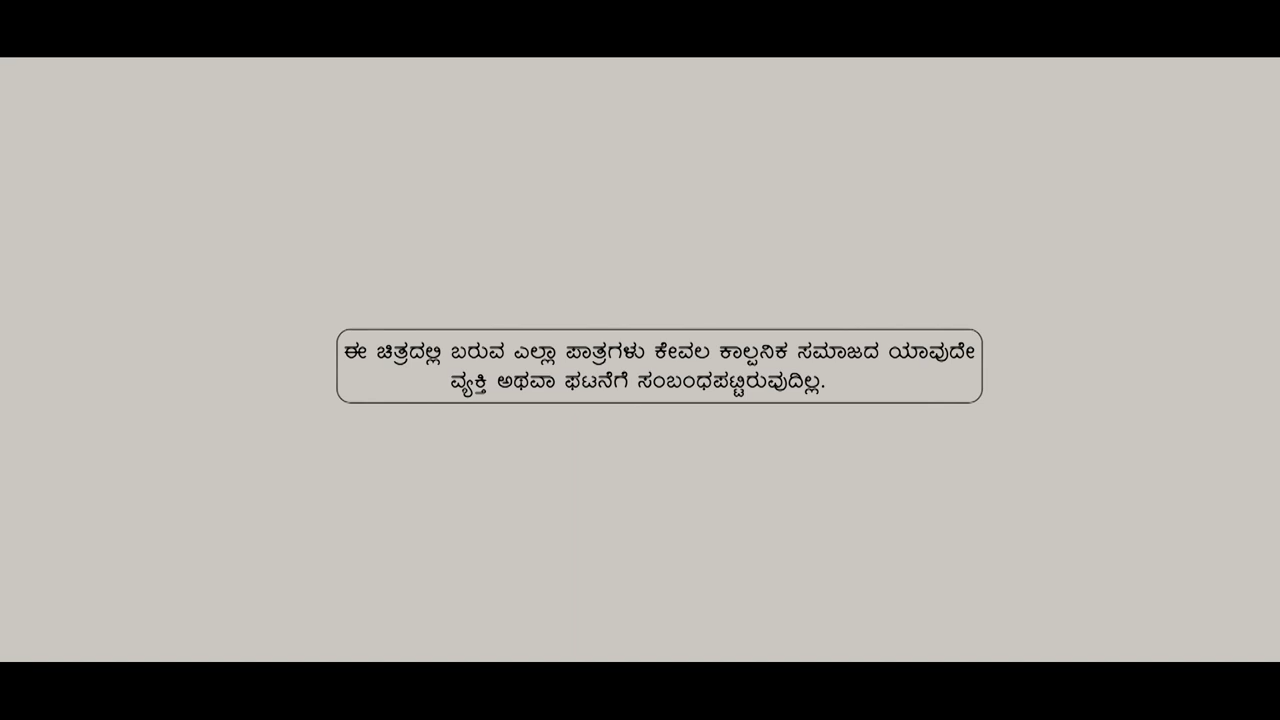 ಈ ಚಿತ್ರದಲ್ಲಿ ಬರುವ ಎಲ್ಲಾ ಪಾತ್ರಗಳು ಕೇವಲ ಕಾಲ್ಪನಿಕ ಸಮಾಜದ ಯಾವುದೇ
ವ್ಯಕ್ತಿ ಅಥವಾ ಘಟನೆಗೆ ಸಂಬಂಧಪಟ್ಟಿರುವುದಿಲ್ಲ.